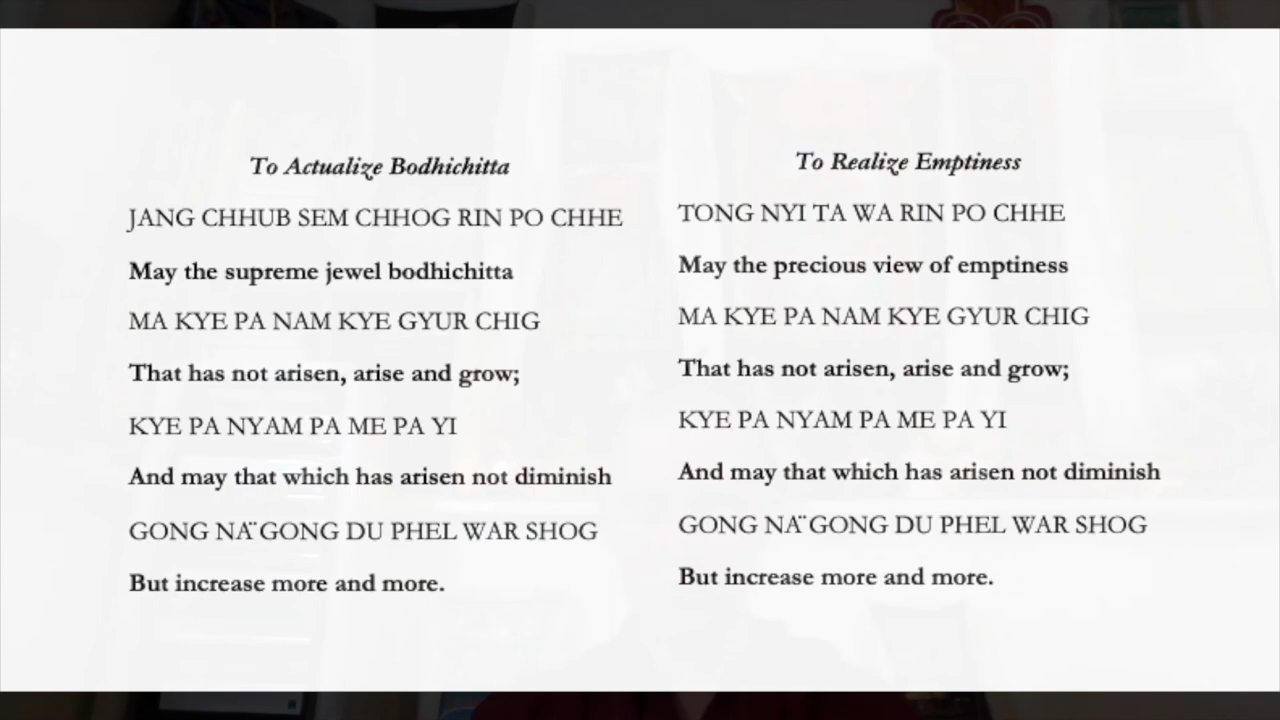 To Actualize Bodhichitta
JANG CHHUB SEM CHHOG RIN PO CHHE
May the supreme jewel bodhichitta
MA KYE PA NAM KYE GYUR CHIG
That has not arisen, arise and grow;
KYE PA NYAM PA ME PA YI
And may that which has arisen not diminish
GONG NA¨ GONG DU PHEL WAR SHOG
But increase more and more.
To Realize Emptiness
TONG NYI TA WA RIN PO CHHE
May the precious view of emptiness
MA KYE PA NAM KYE GYUR CHIG
That has not arisen, arise and grow;
KYE PA NYAM PA ME PA YI
And may that which has arisen not diminish
GONG NA¨ GONG DU PHEL WAR SHOG
But increase more and more.